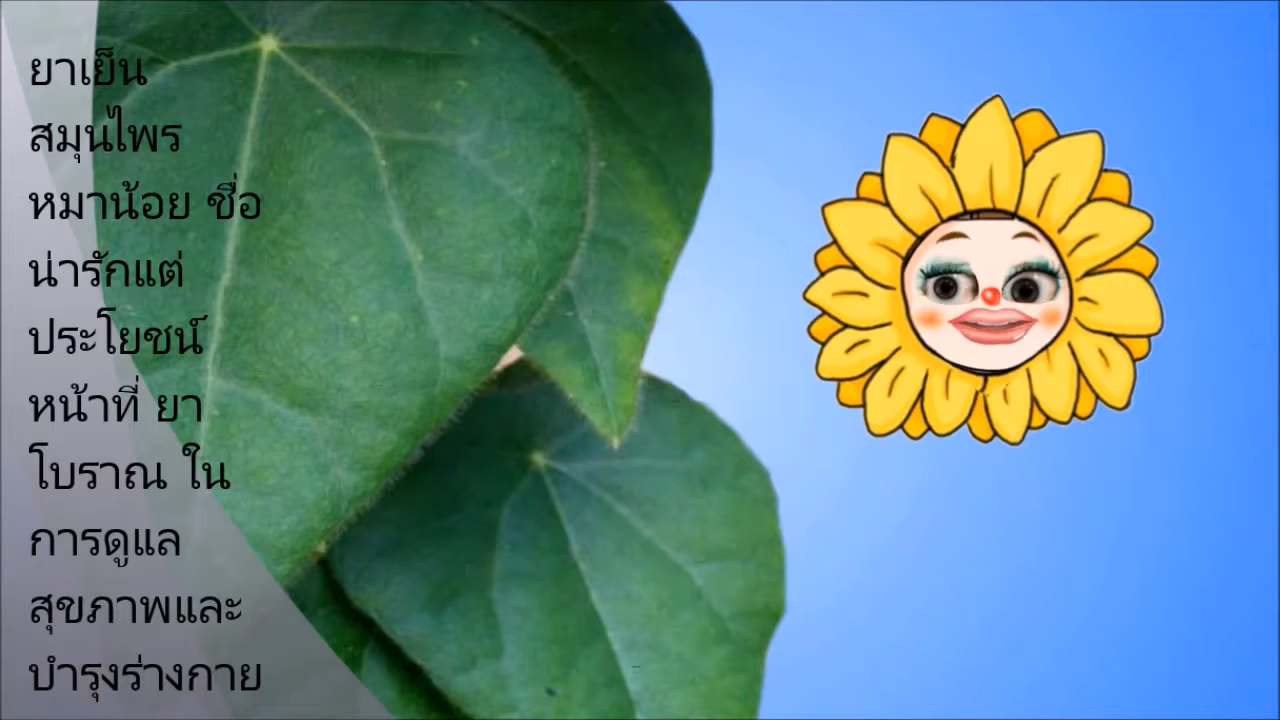 ยาเย็น
สมุนไพร
หมาน้อย ชื่อ
น่ารักแต่
ประโยชน์
หน้าที่ ยา
โบราณ ใน
การดูแล
สุขภาพและ
บำรุงร่างกาย